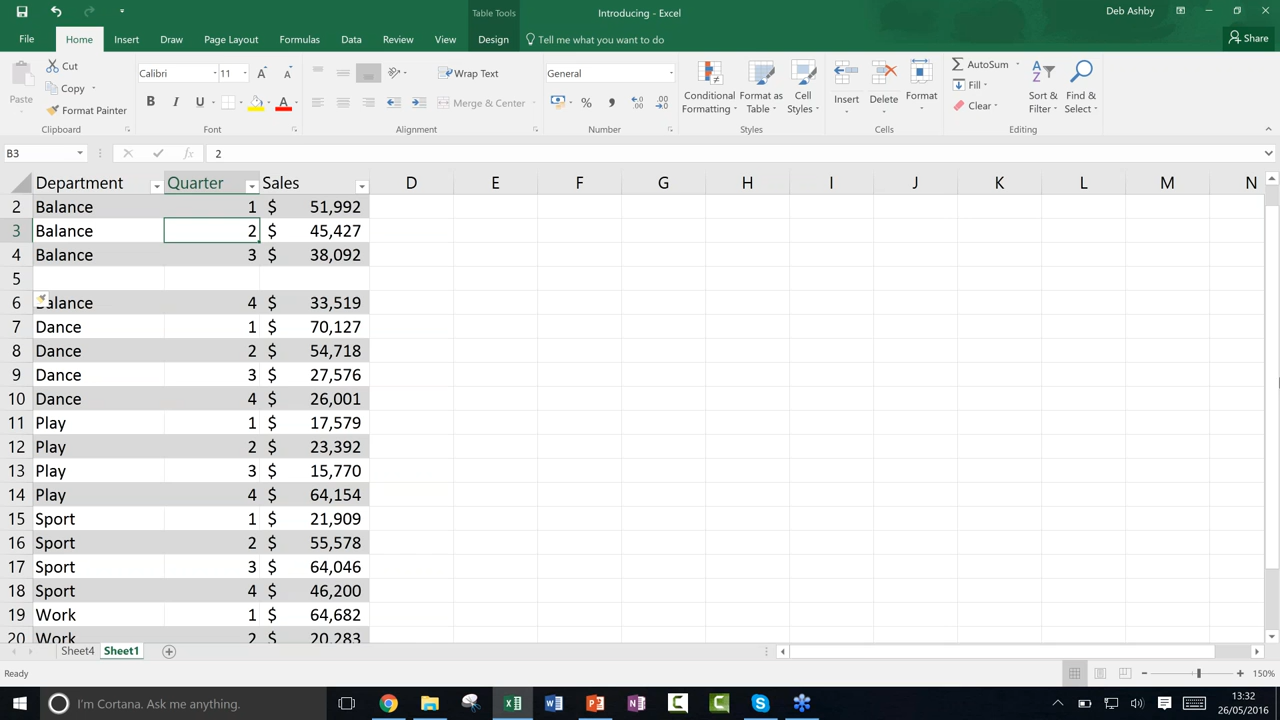 Table Tools
Introducing - Excel
Deb Ashby
File Home Insert Draw Page Layout Formulas Data Review View Design Tell me what you want to do Share
Paste
Cut
Copy
Format Painter
Calibri 11
B I U A
Wrap Text
Merge & Center
General
%
Conditional Formatting
Format as Table
Cell Styles
Insert
Delete
Format
AutoSum
Fill
Clear
Sort & Filter
Find & Select
Clipboard Font Alignment Number Styles Cells Editing
B3 fx 2
Department Quarter Sales D E F G H I J K L M N
2 Balance 1 $ 51,992
3 Balance 2 $ 45,427
4 Balance 3 $ 38,092
5
6 Balance 4 $ 33,519
7 Dance 1 $ 70,127
8 Dance 2 $ 54,718
9 Dance 3 $ 27,576
10 Dance 4 $ 26,001
11 Play 1 $ 17,579
12 Play 2 $ 23,392
13 Play 3 $ 15,770
14 Play 4 $ 64,154
15 Sport 1 $ 21,909
16 Sport 2 $ 55,578
17 Sport 3 $ 64,046
18 Sport 4 $ 46,200
19 Work 1 $ 64,682
20 Work 2 $ 20,283
Sheet4 Sheet1
Ready 150%
I'm Cortana. Ask me anything.
13:32
26/05/2016